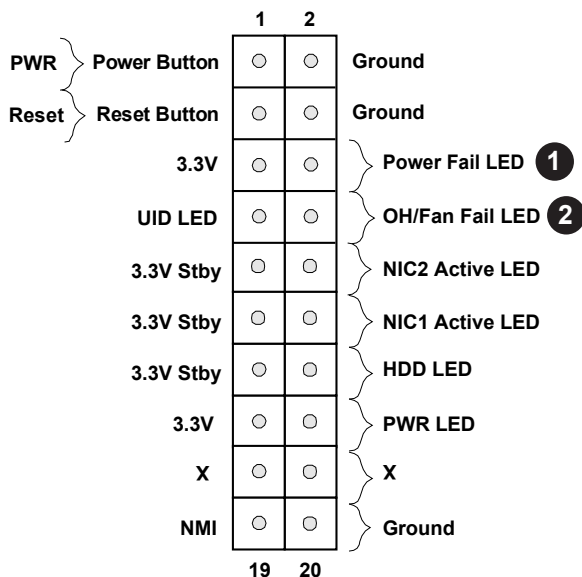 1 2
PWR Power Button Ground
Reset Reset Button Ground
3.3V Power Fail LED 1
UID LED OH/Fan Fail LED 2
3.3V Stby NIC2 Active LED
3.3V Stby NIC1 Active LED
3.3V Stby HDD LED
3.3V PWR LED
X X
NMI Ground
19 20